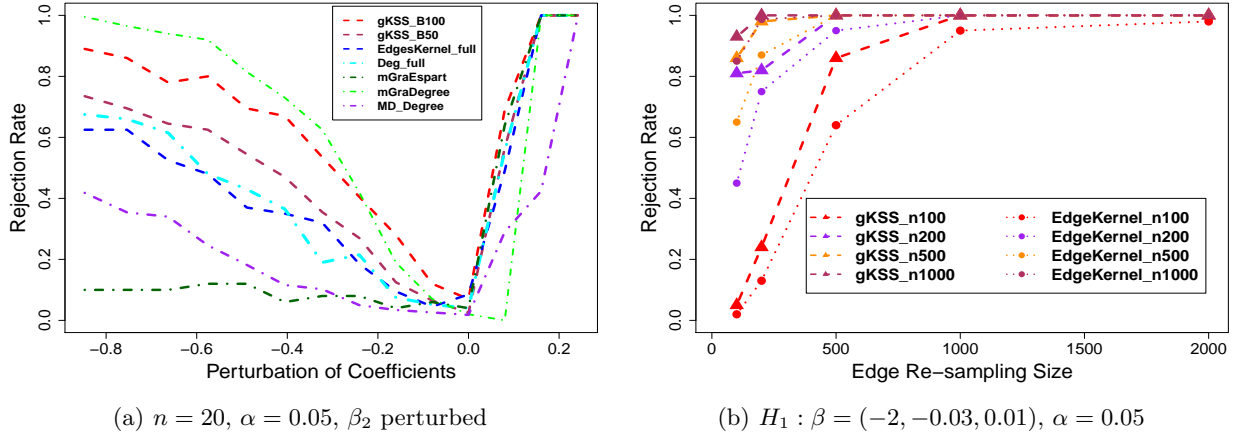 1.0
0.8
0.6
0.4
0.2
0.0
Rejection Rate
gKSS_B100
gKSS_B50
EdgesKernel_full
Deg_full
mGraEspart
mGraDegree
MD_Degree
−0.8 −0.6 −0.4 −0.2 0.0 0.2
Perturbation of Coefficients
(a) n = 20, α = 0.05, β₂ perturbed
1.0
0.8
0.6
0.4
0.2
0.0
Rejection Rate
gKSS_n100 EdgeKernel_n100
gKSS_n200 EdgeKernel_n200
gKSS_n500 EdgeKernel_n500
gKSS_n1000 EdgeKernel_n1000
0 500 1000 1500 2000
Edge Re−sampling Size
(b) H₁ : β = (−2, −0.03, 0.01), α = 0.05